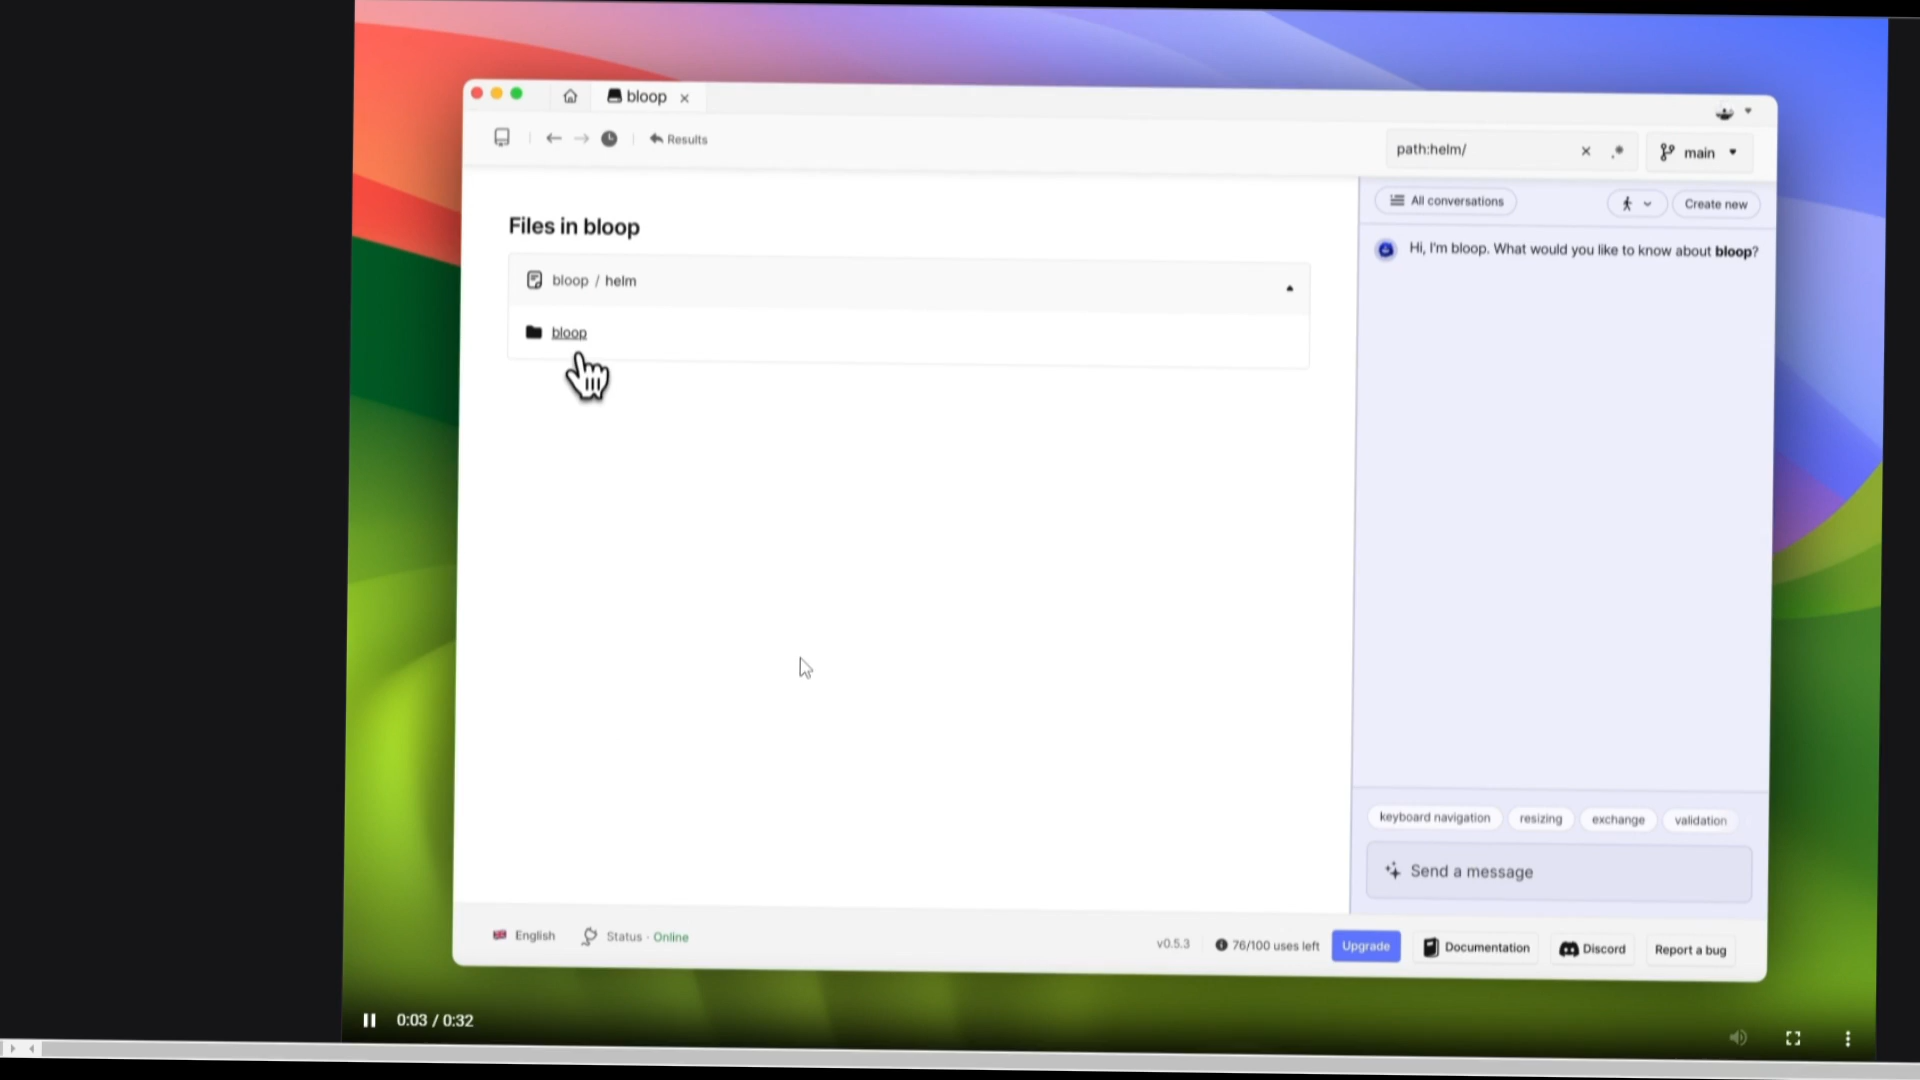 bloop
Results
path:helm/
main
All conversations
Create new
Files in bloop
Hi, I'm bloop. What would you like to know about bloop?
bloop / helm
bloop
keyboard navigation
resizing
exchange
validation
Send a message
English
Status · Online
v0.5.3
76/100 uses left
Upgrade
Documentation
Discord
Report a bug
0:03 / 0:32